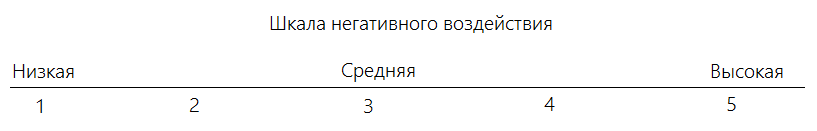 Шкала негативного воздействия
Низкая Средняя Высокая
1 2 3 4 5